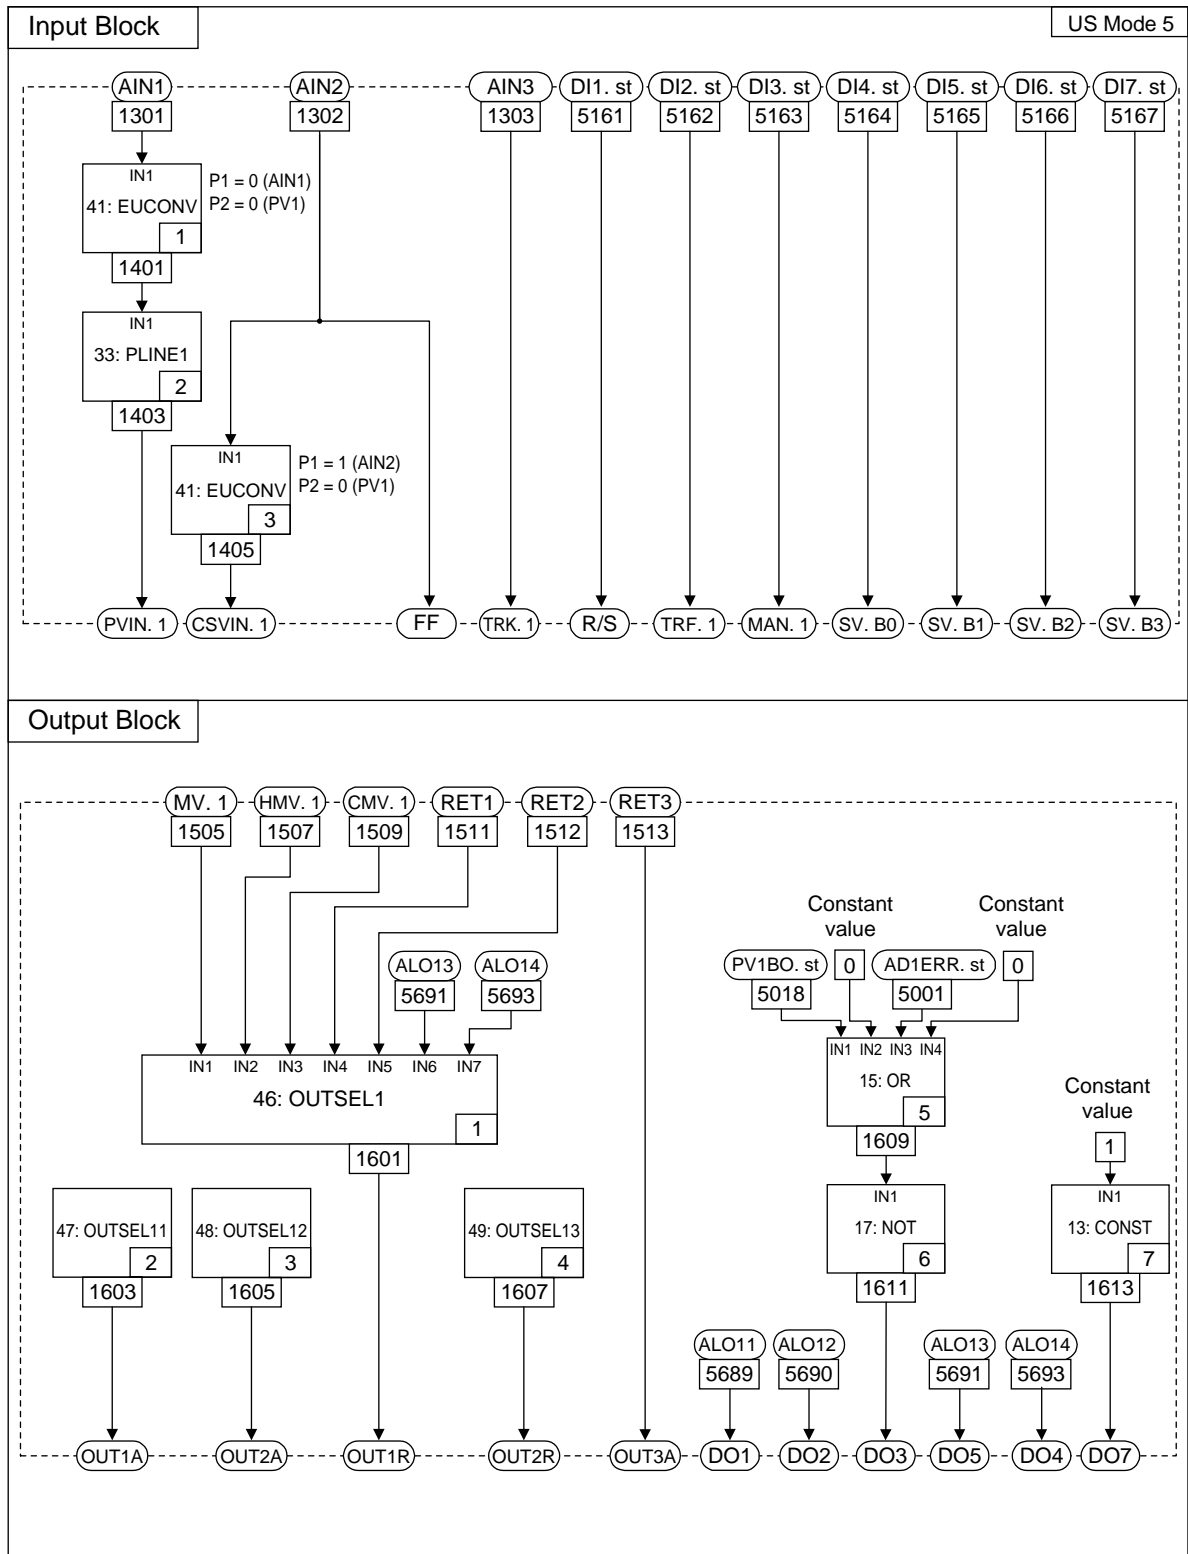 Input Block
US Mode 5
AIN1 AIN2 AIN3 DI1. st DI2. st DI3. st DI4. st DI5. st DI6. st DI7. st
1301 1302 1303 5161 5162 5163 5164 5165 5166 5167
IN1
41: EUCONV
1
P1 = 0 (AIN1)
P2 = 0 (PV1)
1401
IN1
33: PLINE1
2
1403
IN1
41: EUCONV
3
P1 = 1 (AIN2)
P2 = 0 (PV1)
1405
PVIN. 1 CSVIN. 1 FF TRK. 1 R/S TRF. 1 MAN. 1 SV. B0 SV. B1 SV. B2 SV. B3
Output Block
MV. 1 HMV. 1 CMV. 1 RET1 RET2 RET3
1505 1507 1509 1511 1512 1513
Constant
value
Constant
value
ALO13 ALO14
5691 5693
PV1BO. st 0 AD1ERR. st 0
5018 5001
IN1 IN2 IN3 IN4 IN5 IN6 IN7
46: OUTSEL1
1
1601
IN1 IN2 IN3 IN4
15: OR
5
1609
Constant
value
1
47: OUTSEL11
2
1603
48: OUTSEL12
3
1605
49: OUTSEL13
4
1607
IN1
17: NOT
6
1611
IN1
13: CONST
7
1613
ALO11 ALO12 ALO13 ALO14
5689 5690 5691 5693
OUT1A OUT2A OUT1R OUT2R OUT3A DO1 DO2 DO3 DO5 DO4 DO7